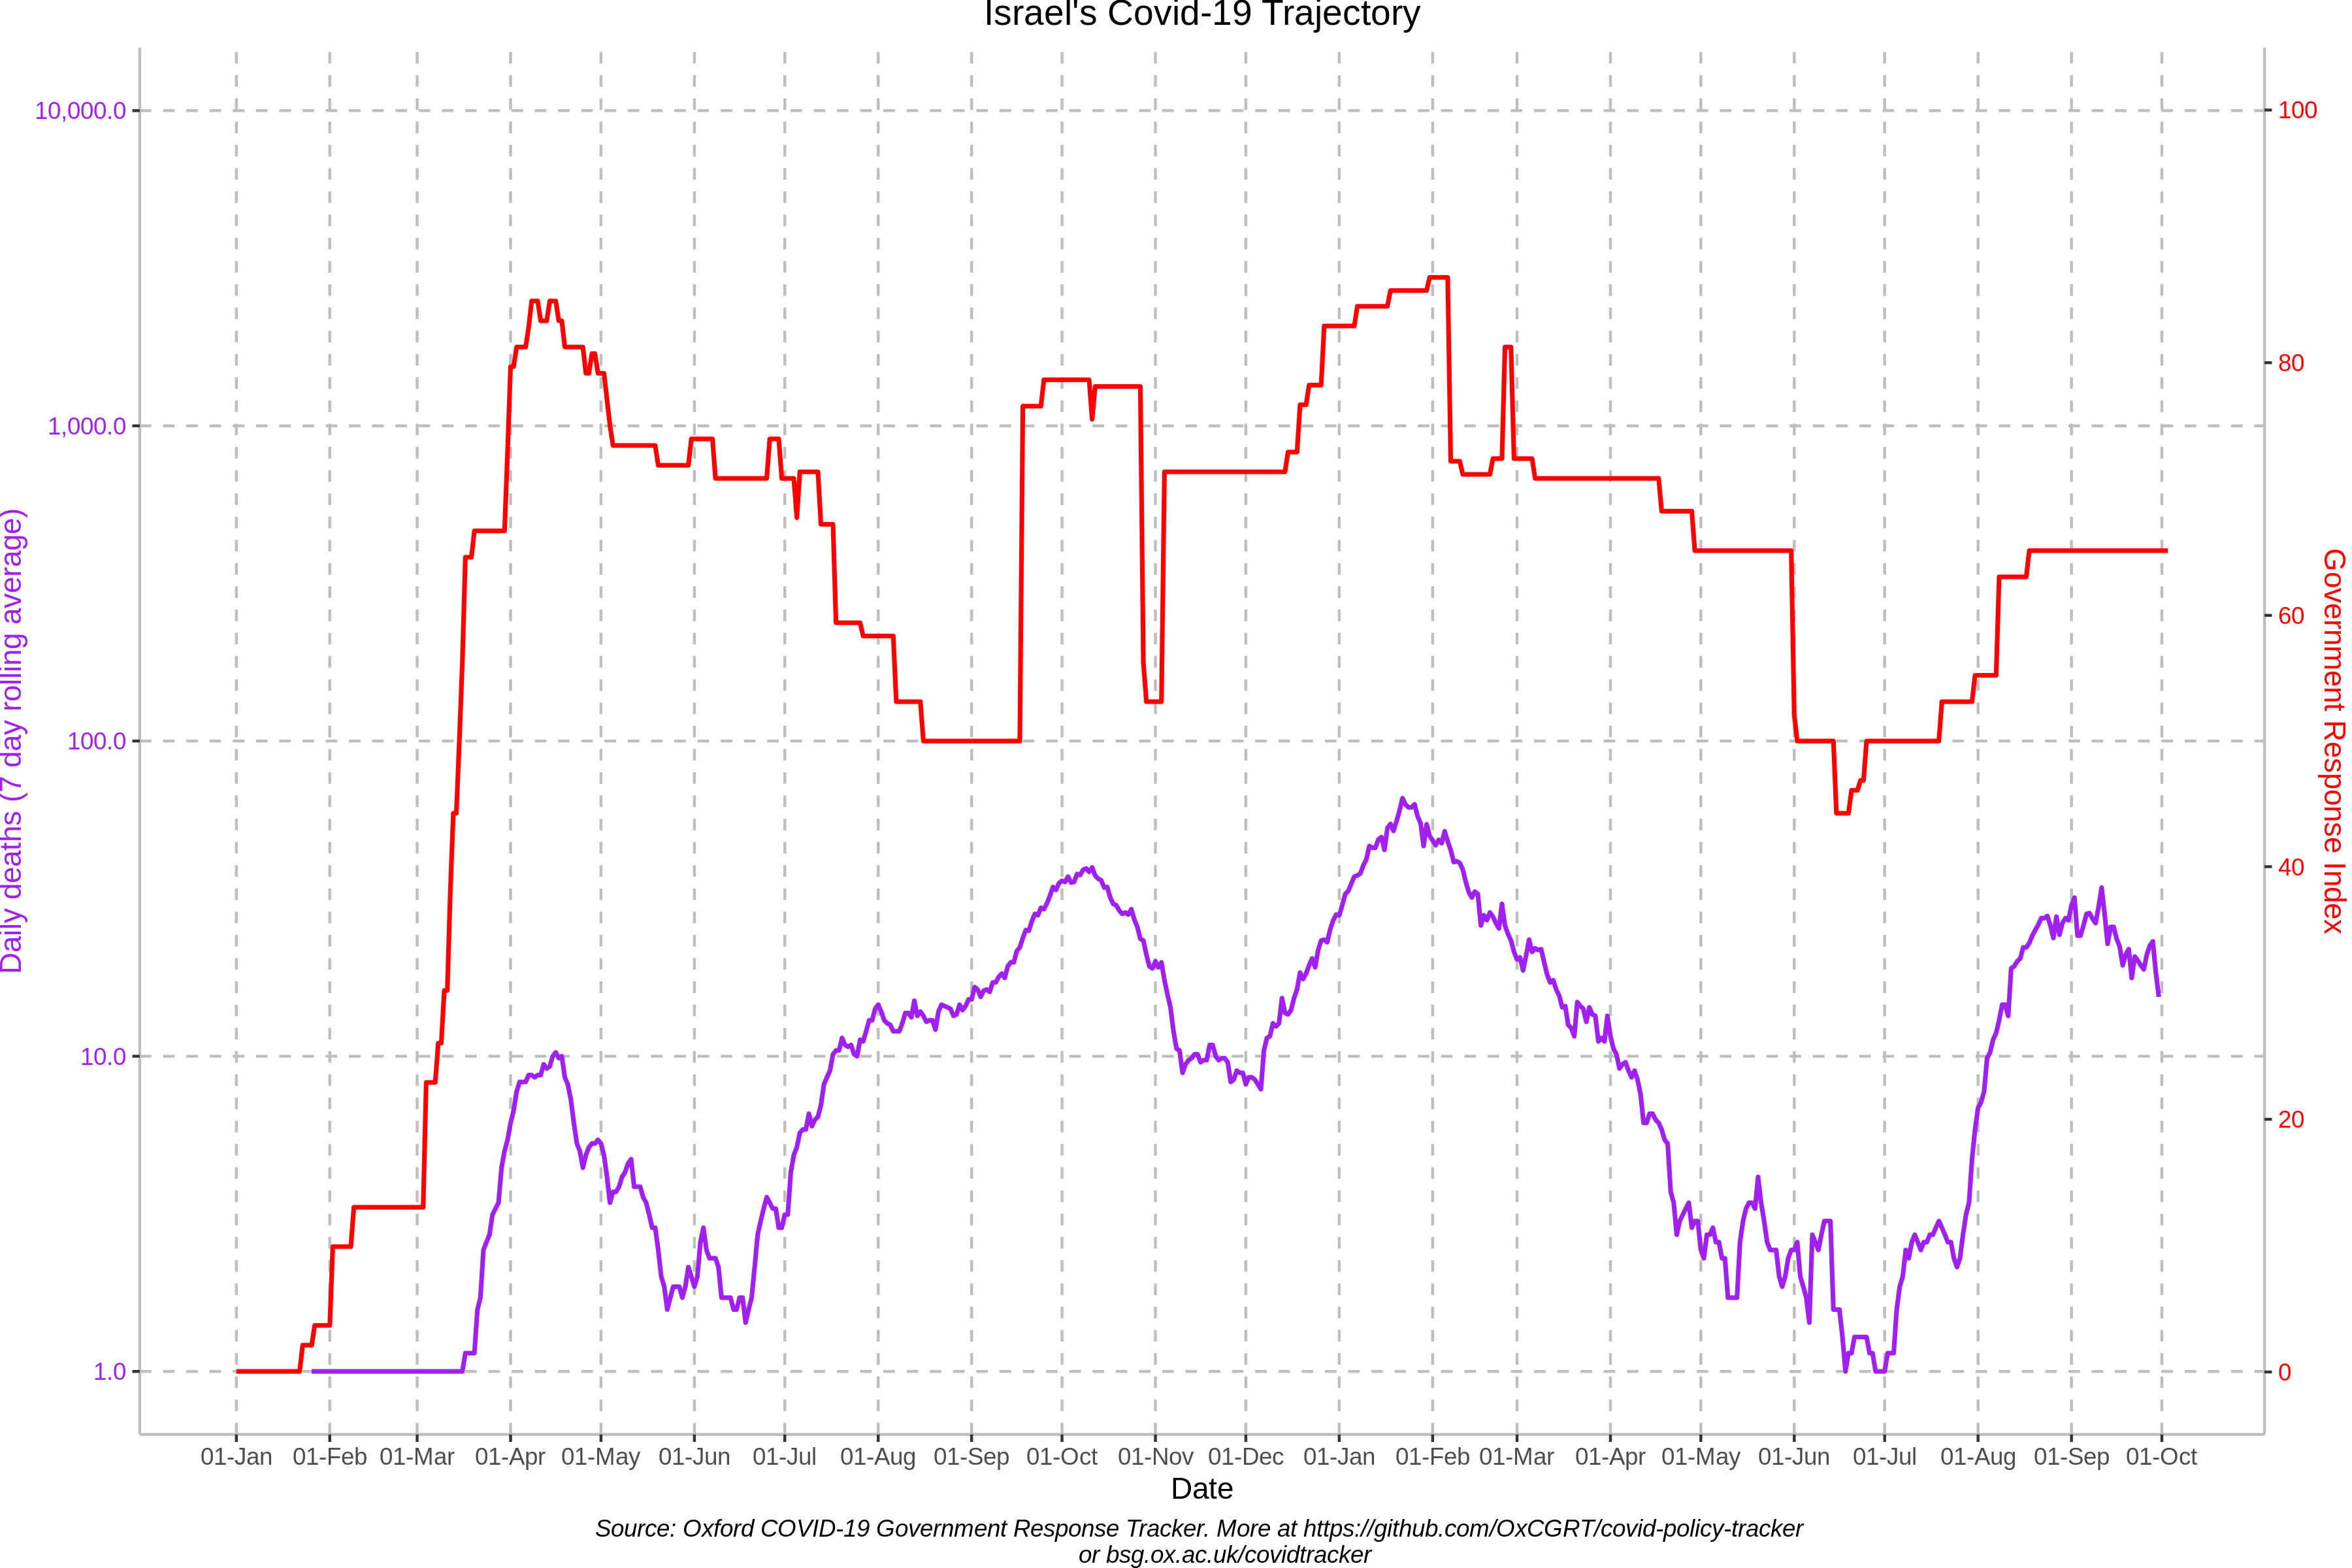 Israel's Covid-19 Trajectory
10,000.0
1,000.0
100.0
10.0
1.0
Daily deaths (7 day rolling average)
100
80
60
40
20
0
Government Response Index
01-Jan 01-Feb 01-Mar 01-Apr 01-May 01-Jun 01-Jul 01-Aug 01-Sep 01-Oct 01-Nov 01-Dec 01-Jan 01-Feb 01-Mar 01-Apr 01-May 01-Jun 01-Jul 01-Aug 01-Sep 01-Oct
Date
Source: Oxford COVID-19 Government Response Tracker. More at https://github.com/OxCGRT/covid-policy-tracker
or bsg.ox.ac.uk/covidtracker